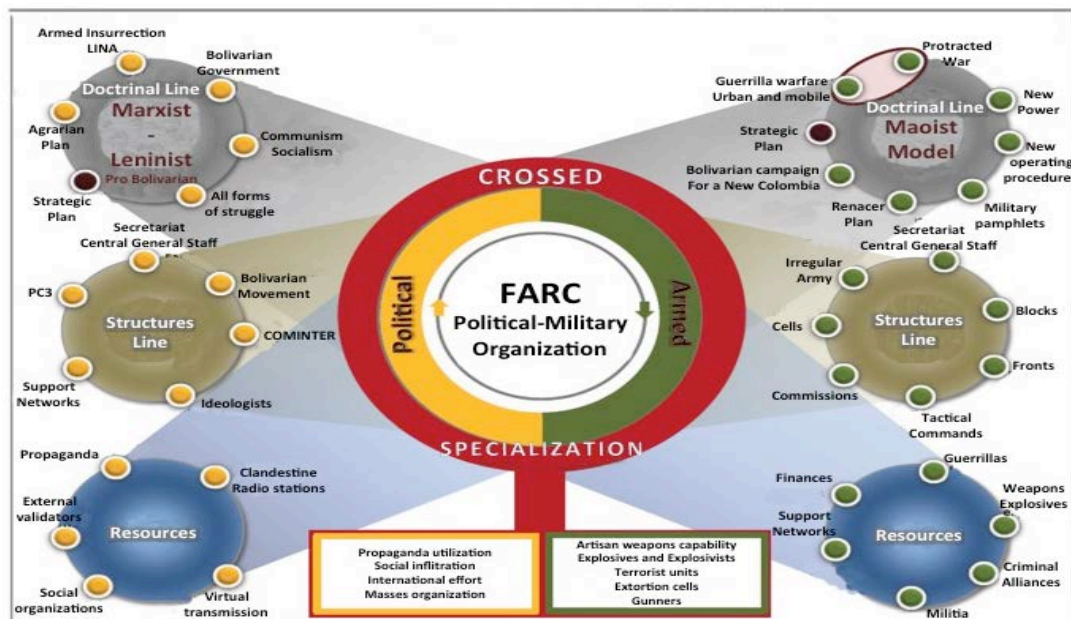 Armed Insurrection
LINA
Bolivarian
Government
Doctrinal Line
Marxist
-
Leninist
Pro Bolivarian
Agrarian
Plan
Communism
Socialism
Strategic
Plan
All forms
of struggle
Secretariat
Central General Staff
PC3
Bolivarian
Movement
Structures
Line
COMINTER
Support
Networks
Ideologists
Propaganda
Clandestine
Radio stations
External
validators
Resources
Social
organizations
Virtual
transmission
CROSSED
Political
FARC
Political-Military
Organization
Armed
SPECIALIZATION
Propaganda utilization
Social inflitration
International effort
Masses organization
Artisan weapons capability
Explosives and Explosivists
Terrorist units
Extortion cells
Gunners
Protracted
War
Guerrilla warfare
Urban and mobile
Doctrinal Line
Maoist
Model
New
Power
Strategic
Plan
New
operating
procedure
Bolivarian campaign
For a New Colombia
Renacer
Plan
Military
pamphlets
Secretariat
Central General Staff
Irregular
Army
Blocks
Cells
Structures
Line
Fronts
Commissions
Tactical
Commands
Guerrillas
Finances
Weapons
Explosives
Support
Networks
Resources
Criminal
Alliances
Militia